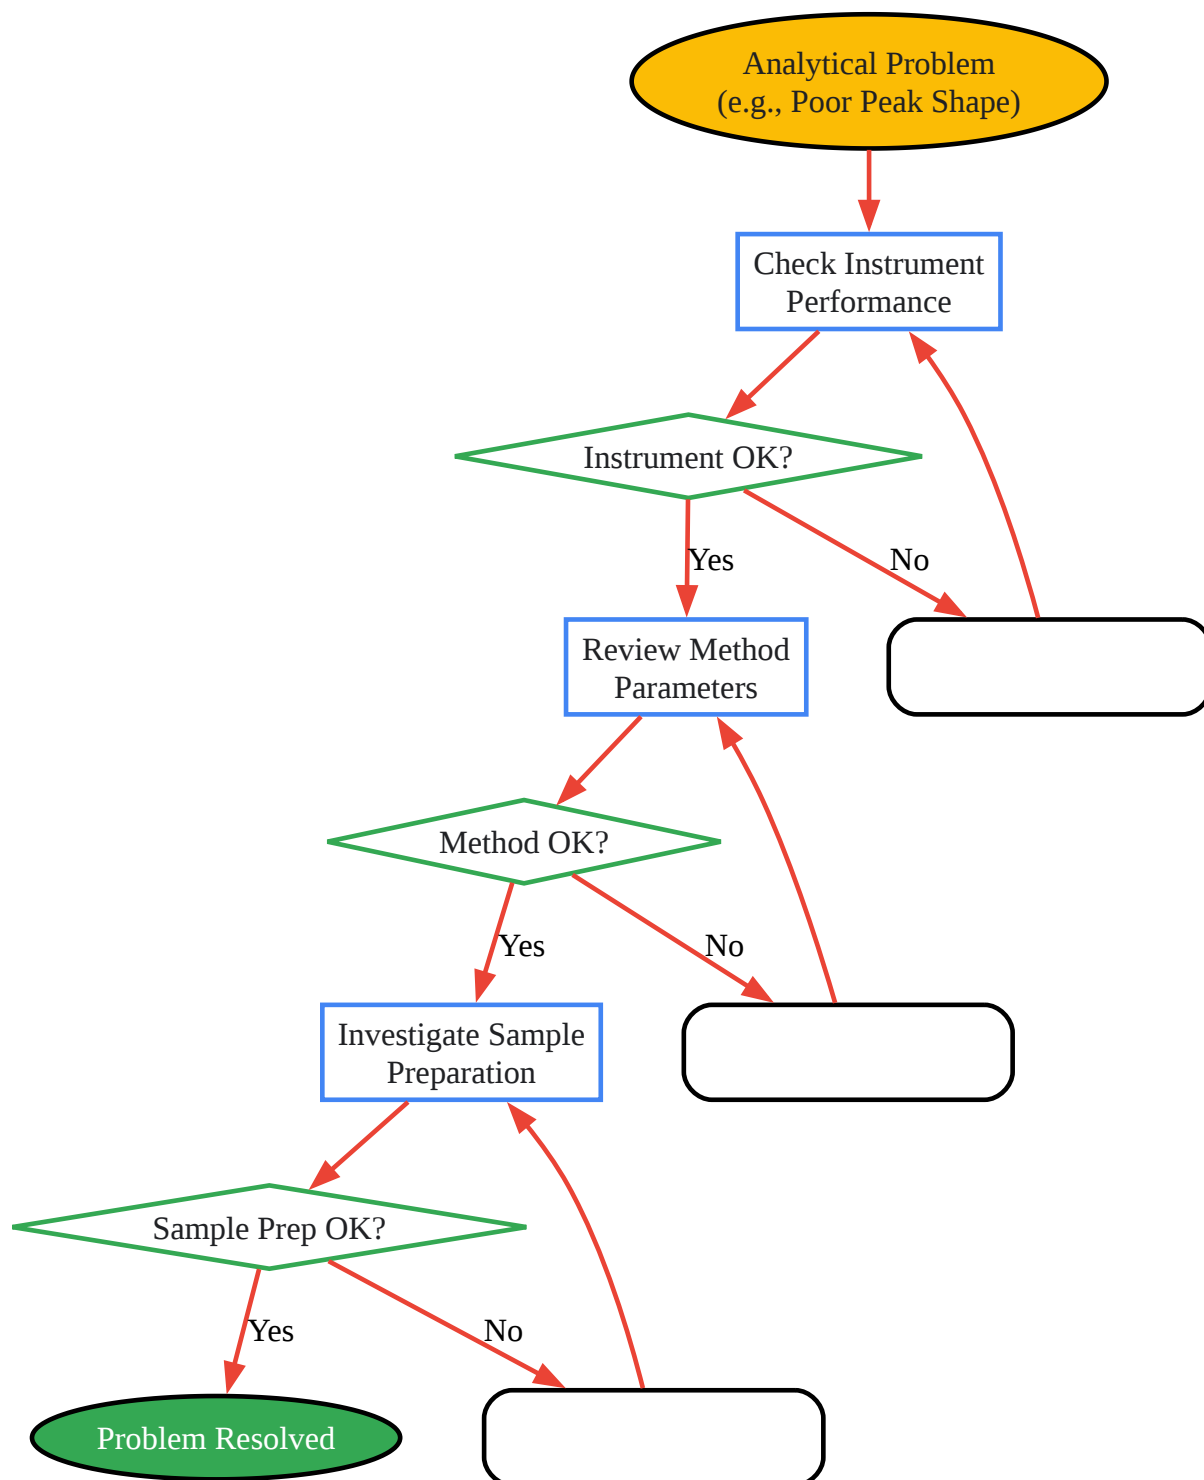 Analytical Problem
(e.g., Poor Peak Shape)
Check Instrument
Performance
Instrument OK?
Yes
No
Review Method
Parameters
Method OK?
Yes
No
Investigate Sample
Preparation
Sample Prep OK?
Yes
No
Problem Resolved